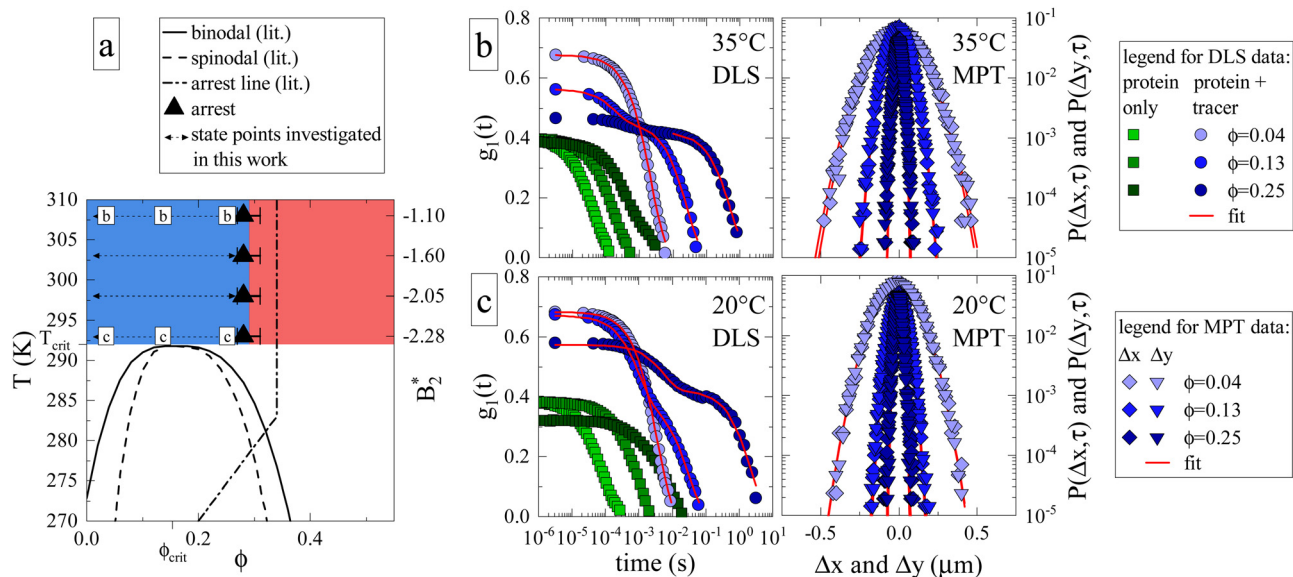 a
binodal (lit.)
spinodal (lit.)
arrest line (lit.)
arrest
state points investigated
in this work
310
305
300
295
T_crit
290
285
280
275
270
T (K)
b b b
c c c
-1.10
-1.60
-2.05
-2.28
B₂*
0.0 ϕ_crit 0.2 ϕ 0.4
b
35°C
DLS
0.8
0.6
0.4
0.2
0.0
g₁(t)
35°C
MPT
10⁻¹
10⁻²
10⁻³
10⁻⁴
10⁻⁵
P(Δx,τ) and P(Δy,τ)
c
20°C
DLS
0.8
0.6
0.4
0.2
0.0
g₁(t)
10⁻⁶ 10⁻⁵ 10⁻⁴ 10⁻³ 10⁻² 10⁻¹ 10⁰ 10¹
time (s)
20°C
MPT
10⁻¹
10⁻²
10⁻³
10⁻⁴
10⁻⁵
P(Δx,τ) and P(Δy,τ)
-0.5 0.0 0.5
Δx and Δy (μm)
legend for DLS data:
protein protein +
only tracer
ϕ=0.04
ϕ=0.13
ϕ=0.25
fit
legend for MPT data:
Δx Δy
ϕ=0.04
ϕ=0.13
ϕ=0.25
fit